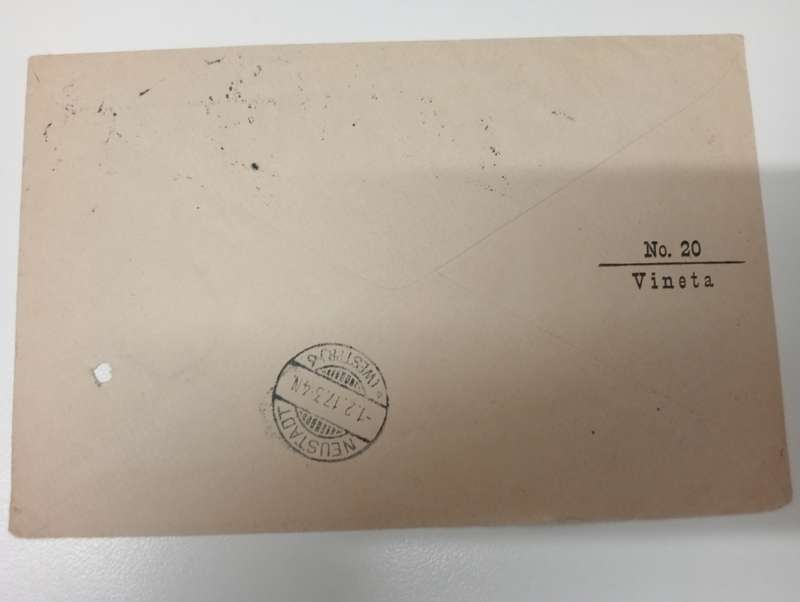 No. 20
Vineta
NEUSTADT
-1.2.17.3-4N
* (WESTPR.) G